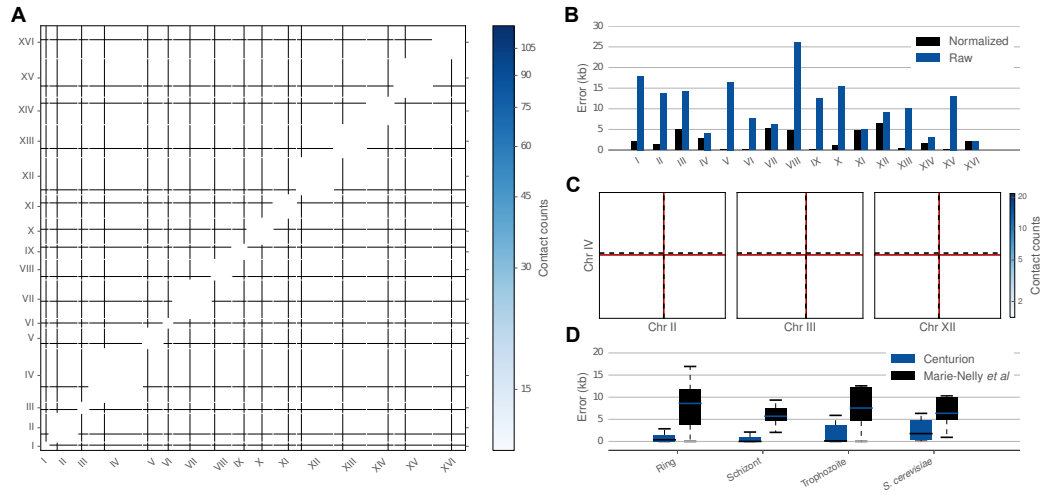 A
XVI
XV
XIV
XIII
XII
XI
X
IX
VIII
VII
VI
V
IV
III
II
I
I II III IV V VI VII VIII IX X XI XII XIII XIV XV XVI
105
90
75
60
45
30
15
Contact counts
B
30
25
20
15
10
5
0
Error (kb)
Normalized
Raw
I II III IV V VI VII VIII IX X XI XII XIII XIV XV XVI
C
Chr IV
Chr II Chr III Chr XII
20
10
5
2
Contact counts
D
20
15
10
5
0
Error (kb)
Centurion
Marie-Nelly et al
Ring Schizont Trophozoite S. cerevisiae